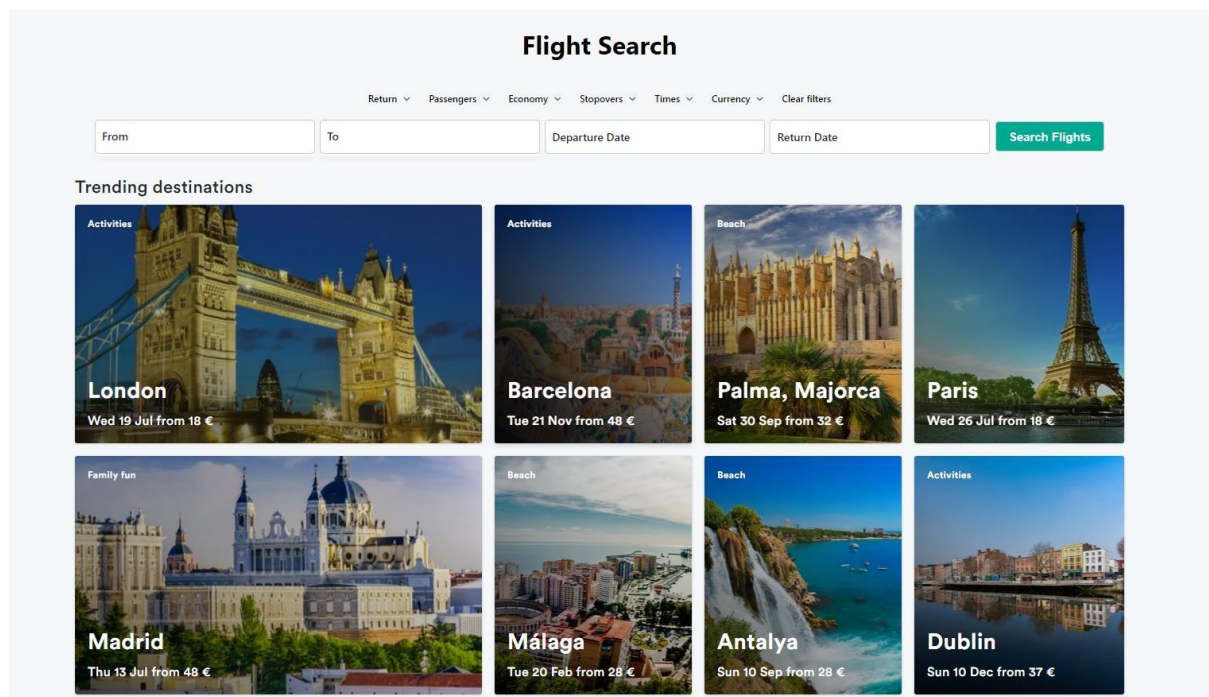 Flight Search
Return Passengers Economy Stopovers Times Currency Clear filters
From To Departure Date Return Date Search Flights
Trending destinations
Activities
London
Wed 19 Jul from 18 €
Activities
Barcelona
Tue 21 Nov from 48 €
Beach
Palma, Majorca
Sat 30 Sep from 32 €
Paris
Wed 26 Jul from 18 €
Family fun
Madrid
Thu 13 Jul from 48 €
Beach
Málaga
Tue 20 Feb from 28 €
Beach
Antalya
Sun 10 Sep from 28 €
Activities
Dublin
Sun 10 Dec from 37 €